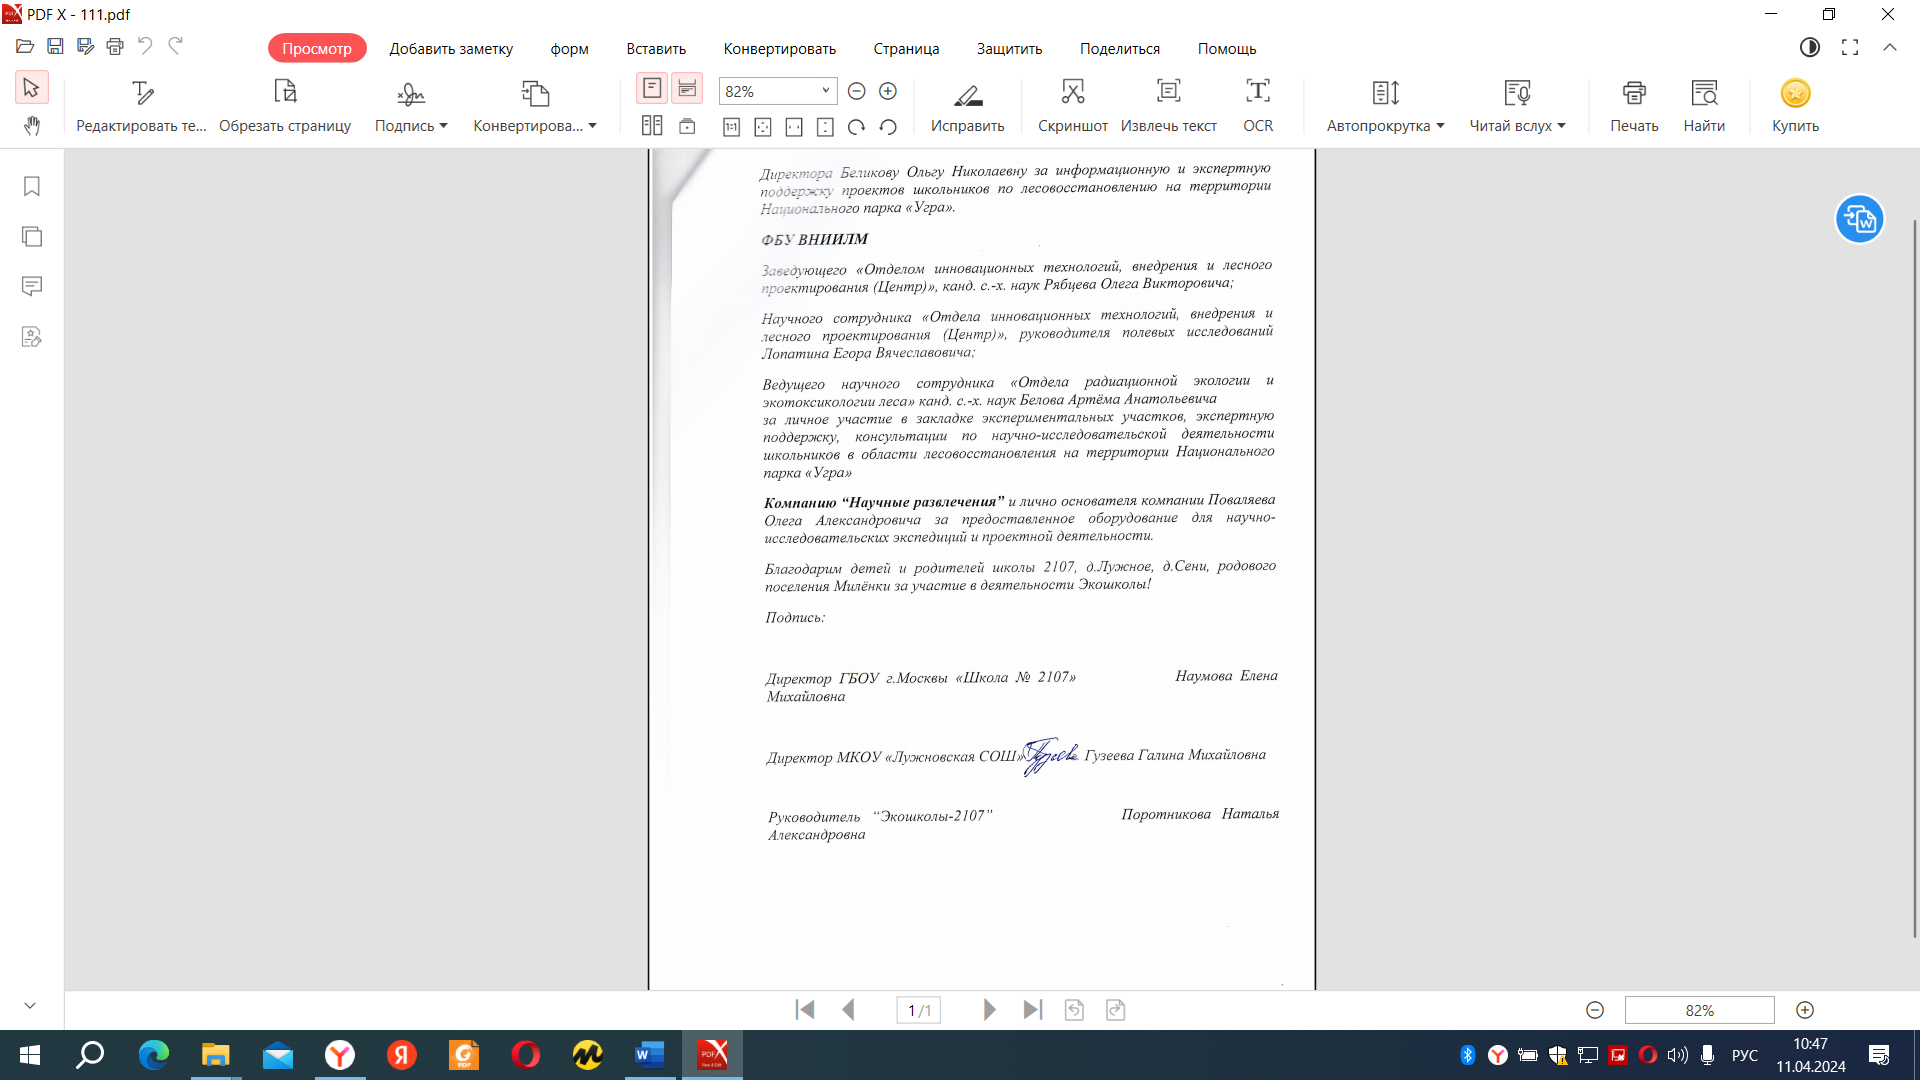 PDF X - 111.pdf
Просмотр Добавить заметку форм Вставить Конвертировать Страница Защитить Поделиться Помощь
82%
Редактировать те... Обрезать страницу Подпись Конвертирова... Исправить Скриншот Извлечь текст OCR Автопрокрутка Читай вслух Печать Найти Купить
Директора Беликову Ольгу Николаевну за информационную и экспертную
поддержку проектов школьников по лесовосстановлению на территории
Национального парка «Угра».
ФБУ ВНИИЛМ
Заведующего «Отделом инновационных технологий, внедрения и лесного
проектирования (Центр)», канд. с.-х. наук Рябцева Олега Викторовича;
Научного сотрудника «Отдела инновационных технологий, внедрения и
лесного проектирования (Центр)», руководителя полевых исследований
Лопатина Егора Вячеславовича;
Ведущего научного сотрудника «Отдела радиационной экологии и
экотоксикологии леса» канд. с.-х. наук Белова Артёма Анатольевича
за личное участие в закладке экспериментальных участков, экспертную
поддержку, консультации по научно-исследовательской деятельности
школьников в области лесовосстановления на территории Национального
парка «Угра»
Компанию “Научные развлечения” и лично основателя компании Поваляева
Олега Александровича за предоставленное оборудование для научно-
исследовательских экспедиций и проектной деятельности.
Благодарим детей и родителей школы 2107, д.Лужное, д.Сени, родового
поселения Милёнки за участие в деятельности Экошколы!
Подпись:
Директор ГБОУ г.Москвы «Школа № 2107» Наумова Елена
Михайловна
Директор МКОУ «Лужновская СОШ» Гузеева Галина Михайловна
Руководитель “Экошколы-2107” Поротникова Наталья
Александровна
1 /1
82%
РУС
10:47
11.04.2024